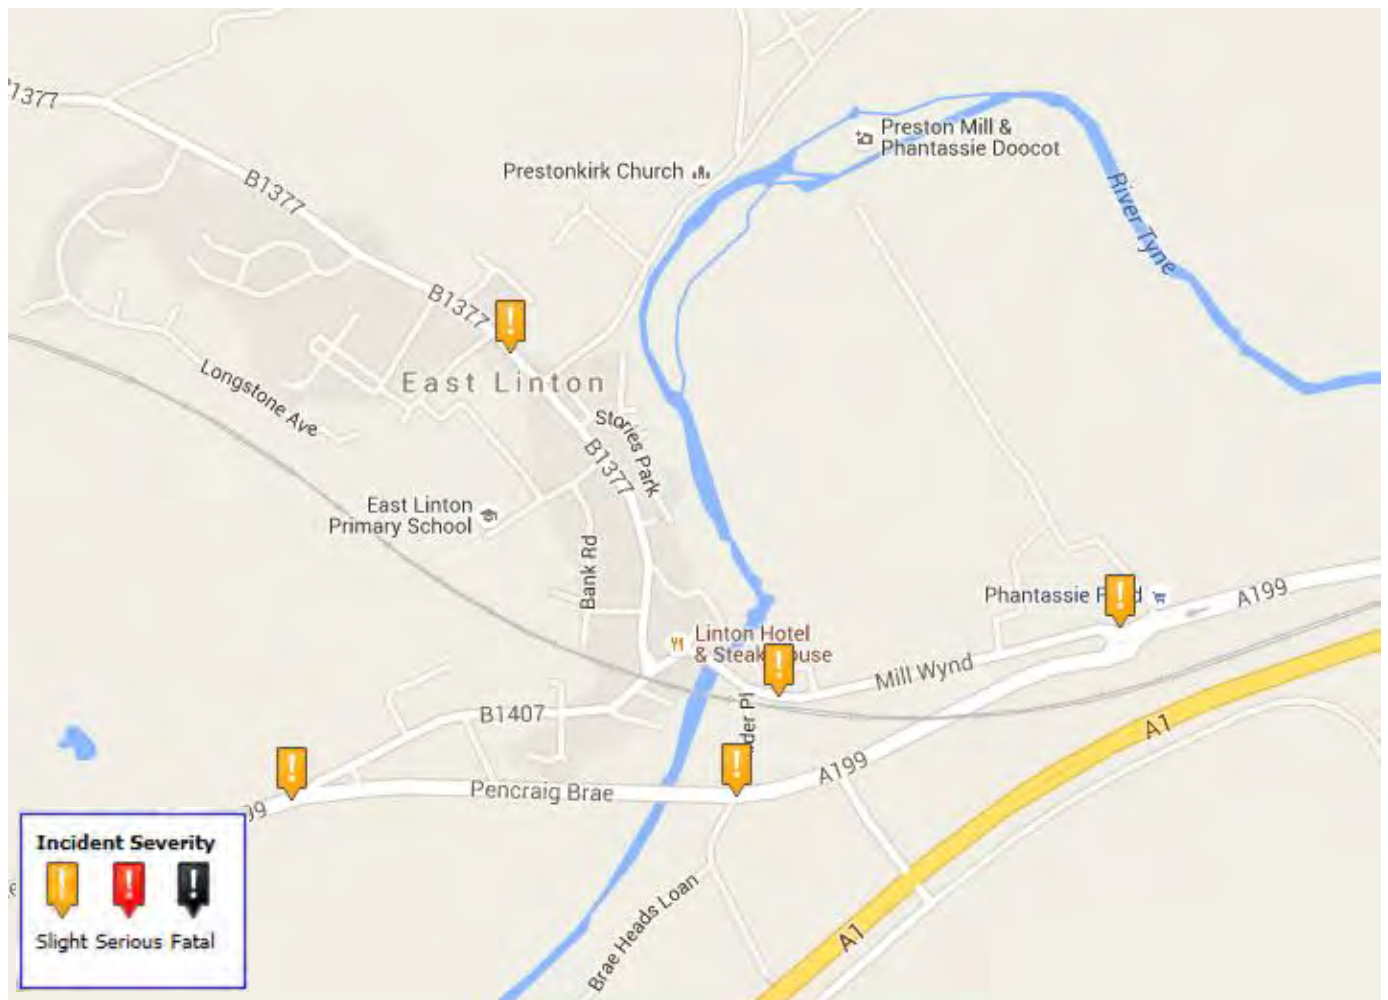 B1377
Preston Mill &
Phantassie Doocot
Prestonkirk Church
B1377
River Tyne
B1377
East Linton
Longstone Ave
Stories Park
B1377
East Linton
Primary School
Bank Rd
Phantassie
A199
Linton Hotel
& Steak
Mill Wynd
B1407
A1
A199
Pencraig Brae
Brae Heads Loan
A1
Incident Severity
Slight Serious Fatal